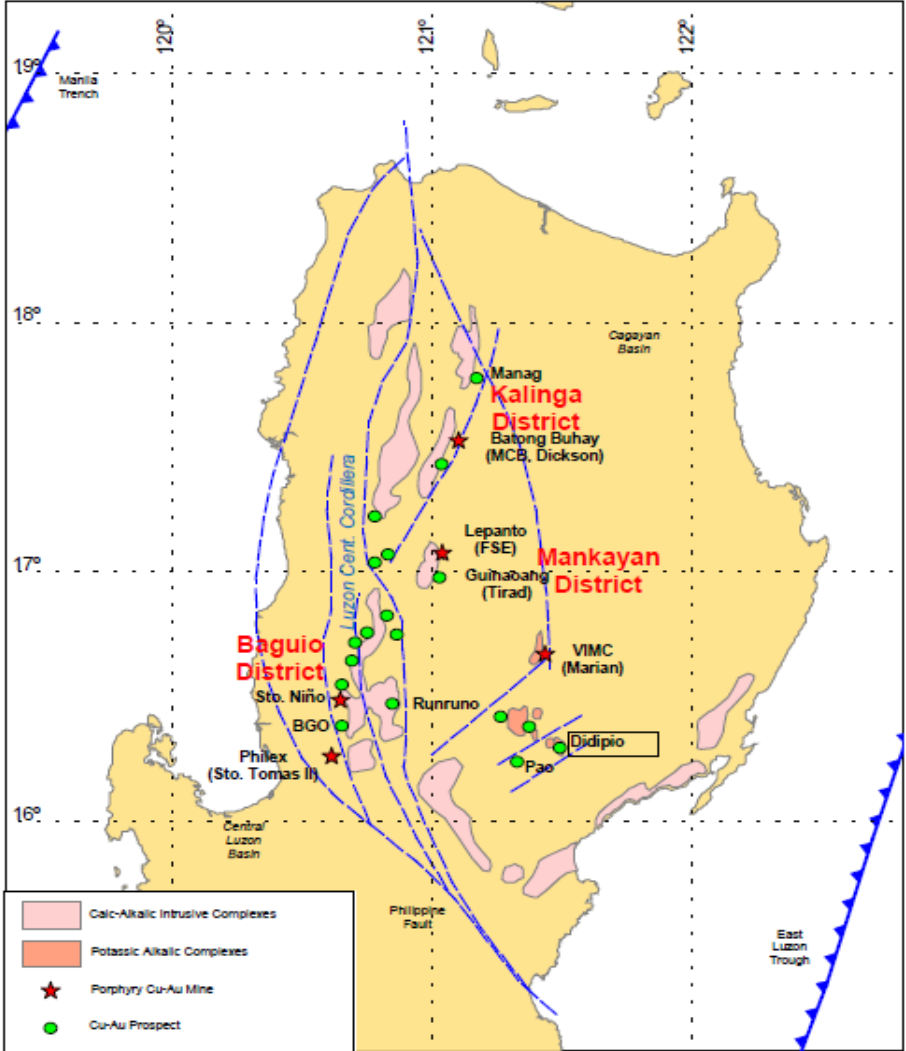 120°
121°
122°
19°
Manila
Trench
18°
Cagayan
Basin
Manag
Kalinga
District
Batong Buhay
(MCB, Dickson)
Luzon Cent. Cordillera
Lepanto
(FSE)
17°
Mankayan
District
Guinaoang
(Tirad)
Baguio
District
VIMC
(Marian)
Sto. Niño
Runruno
BGO
Didipio
Philex
(Sto. Tomas II)
Pao
16°
Central
Luzon
Basin
Philippine
Fault
East
Luzon
Trough
Calc-Alkalic Intrusive Complexes
Potassic Alkalic Complexes
Porphyry Cu-Au Mine
Cu-Au Prospect